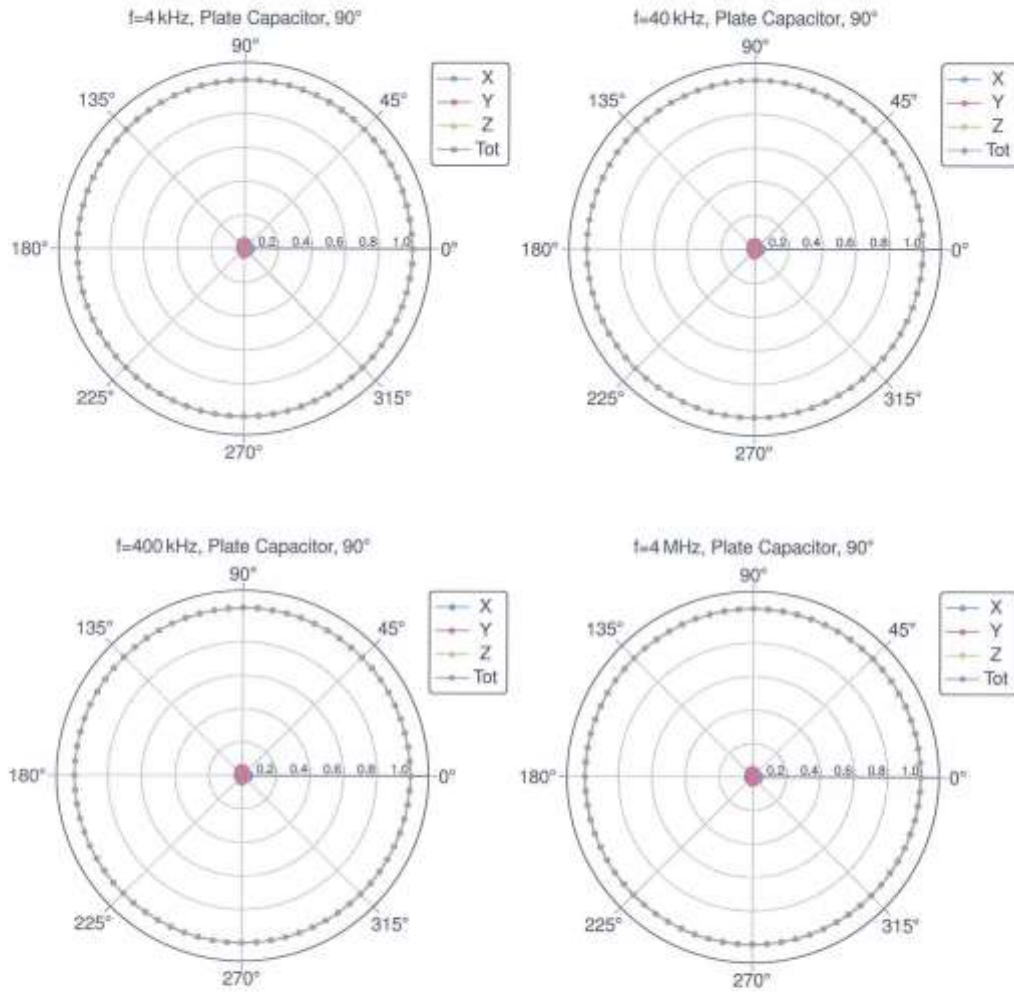 f=4 kHz, Plate Capacitor, 90°
90°
135°
45°
180°
0.2
0.4
0.6
0.8
1.0
0°
225°
315°
270°
X
Y
Z
Tot
f=40 kHz, Plate Capacitor, 90°
90°
135°
45°
180°
0.2
0.4
0.6
0.8
1.0
0°
225°
315°
270°
X
Y
Z
Tot
f=400 kHz, Plate Capacitor, 90°
90°
135°
45°
180°
0.2
0.4
0.6
0.8
1.0
0°
225°
315°
270°
X
Y
Z
Tot
f=4 MHz, Plate Capacitor, 90°
90°
135°
45°
180°
0.2
0.4
0.6
0.8
1.0
0°
225°
315°
270°
X
Y
Z
Tot